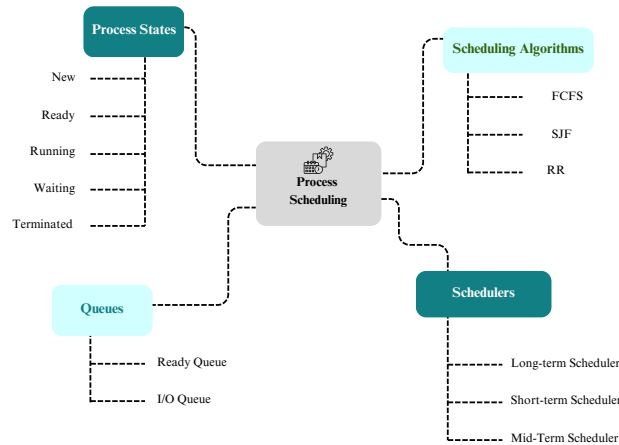 Process States
New
Ready
Running
Waiting
Terminated
Scheduling Algorithms
FCFS
SJF
RR
Process
Scheduling
Queues
Ready Queue
I/O Queue
Schedulers
Long-term Scheduler
Short-term Scheduler
Mid-Term Scheduler